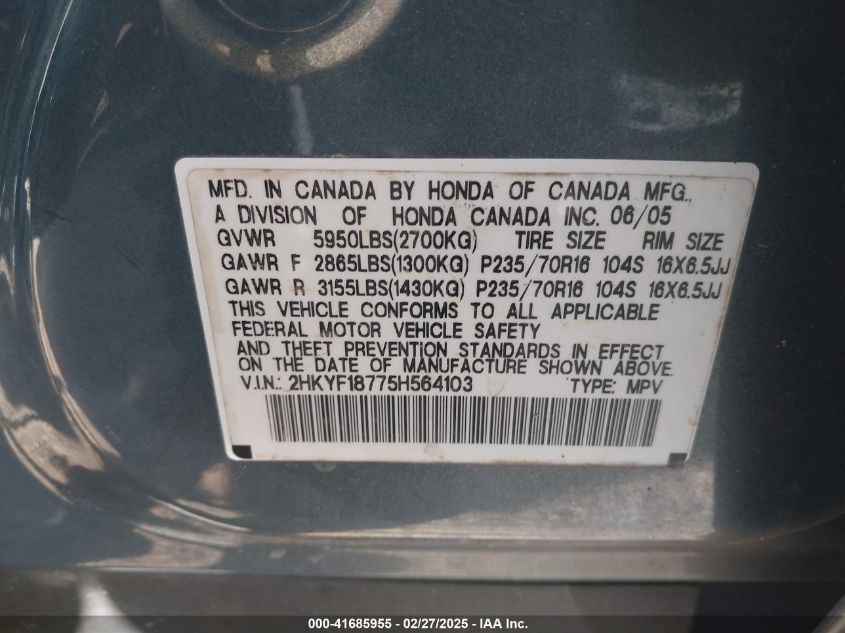 MFD. IN CANADA BY HONDA OF CANADA MFG.,
A DIVISION OF HONDA CANADA INC. 06/05
GVWR 5950LBS(2700KG) TIRE SIZE RIM SIZE
GAWR F 2865LBS(1300KG) P235/70R16 104S 16X6.5JJ
GAWR R 3155LBS(1430KG) P235/70R16 104S 16X6.5JJ
THIS VEHICLE CONFORMS TO ALL APPLICABLE
FEDERAL MOTOR VEHICLE SAFETY
AND THEFT PREVENTION STANDARDS IN EFFECT
ON THE DATE OF MANUFACTURE SHOWN ABOVE.
V.I.N.: 2HKYF18775H564103 TYPE: MPV
000-41685955 - 02/27/2025 - IAA Inc.